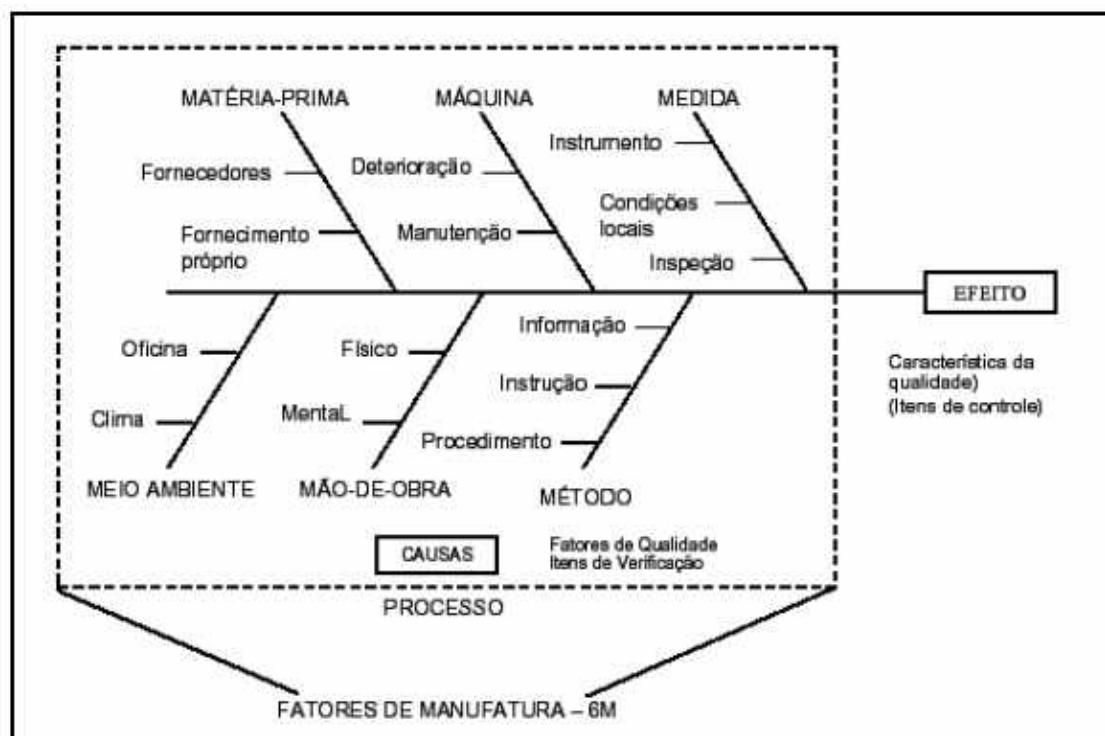 MATÉRIA-PRIMA
MÁQUINA
MEDIDA
Fornecedores
Fornecimento
próprio
Deterioração
Manutenção
Instrumento
Condições
locais
Inspeção
EFEITO
Característica da
qualidade)
(Itens de controle)
Oficina
Clima
MEIO AMBIENTE
Físico
MentaL
MÃO-DE-OBRA
Informação
Instrução
Procedimento
MÉTODO
CAUSAS
Fatores de Qualidade
Itens de Verificação
PROCESSO
FATORES DE MANUFATURA – 6M